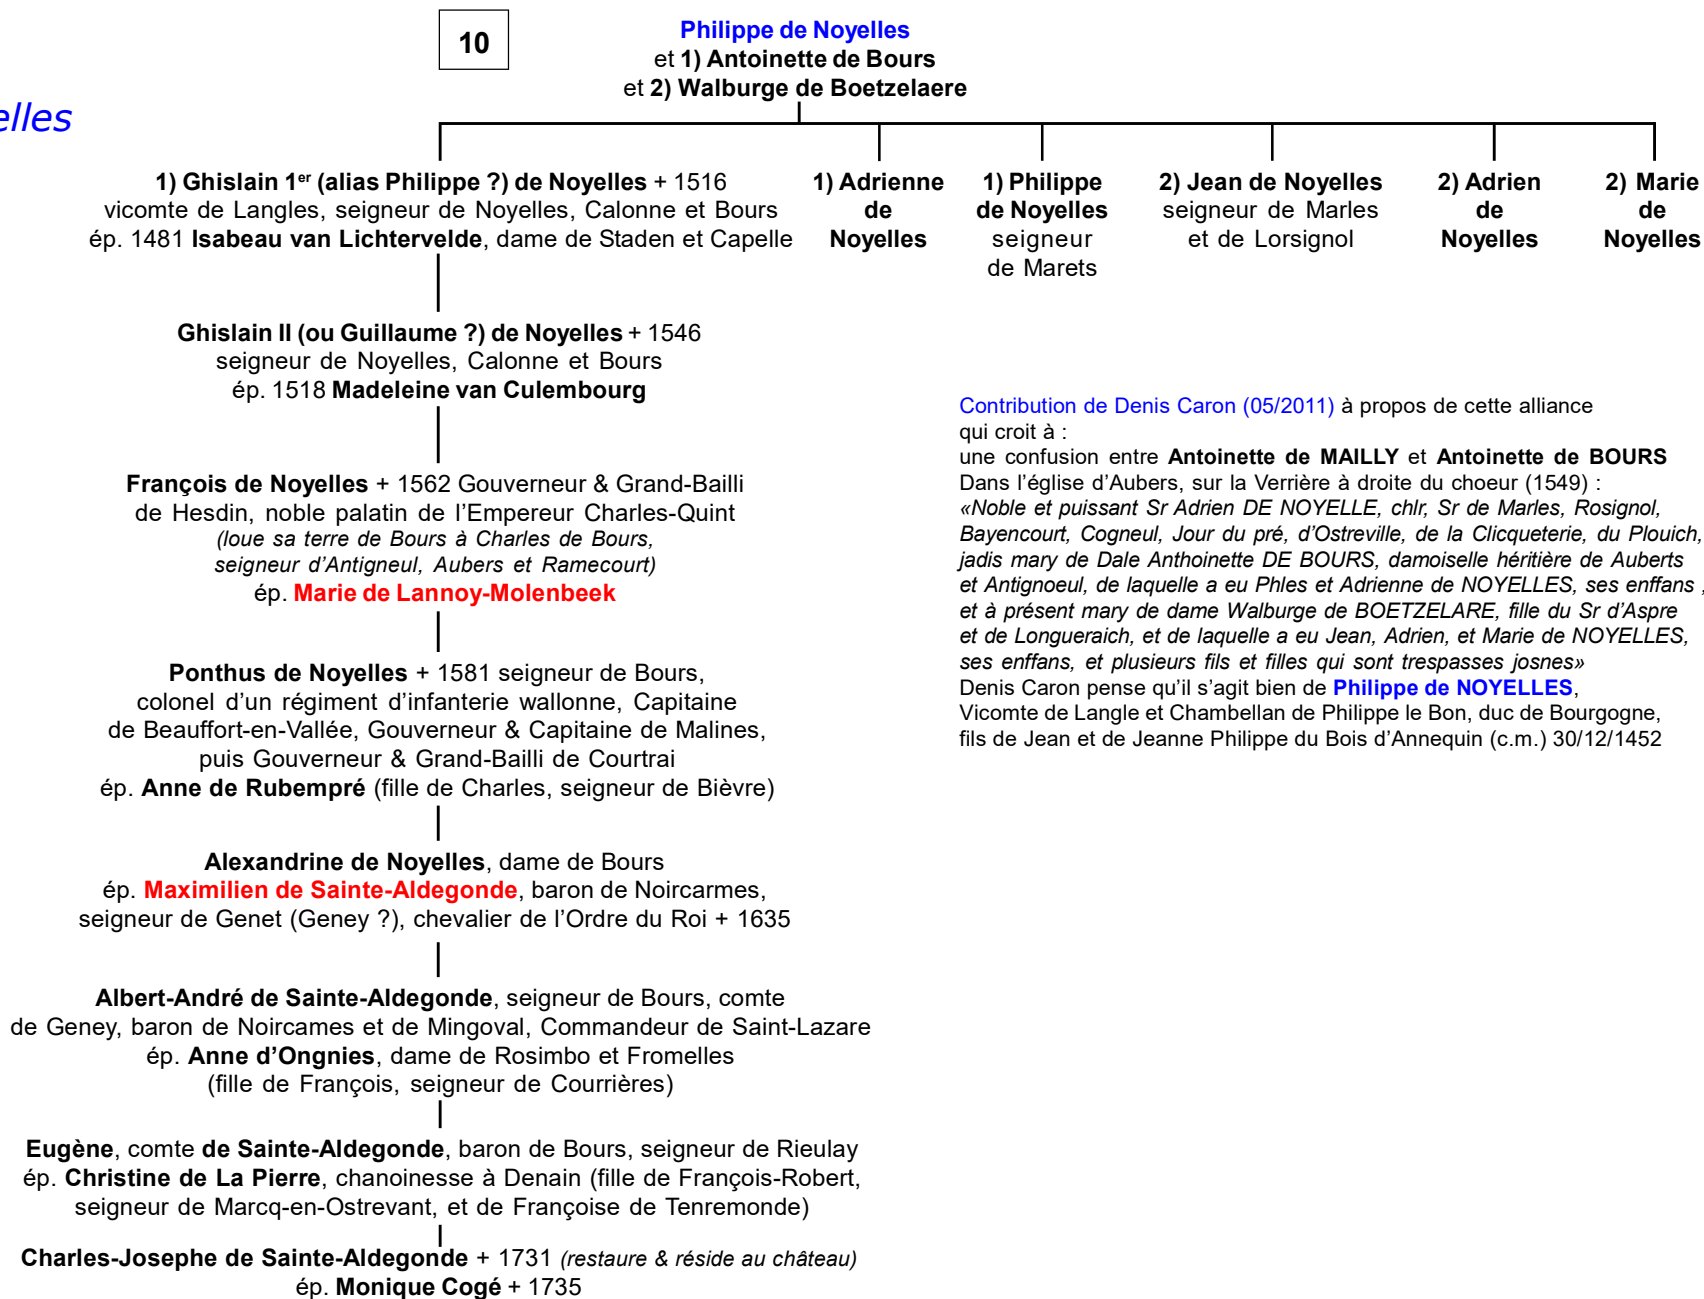 10
Philippe de Noyelles
et 1) Antoinette de Bours
et 2) Walburge de Boetzelaere
elles
1) Ghislain 1er (alias Philippe ?) de Noyelles + 1516
vicomte de Langles, seigneur de Noyelles, Calonne et Bours
ép. 1481 Isabeau van Lichtervelde, dame de Staden et Capelle
1) Adrienne
de
Noyelles
1) Philippe
de Noyelles
seigneur
de Marets
2) Jean de Noyelles
seigneur de Marles
et de Lorsignol
2) Adrien
de
Noyelles
2) Marie
de
Noyelles
Ghislain II (ou Guillaume ?) de Noyelles + 1546
seigneur de Noyelles, Calonne et Bours
ép. 1518 Madeleine van Culembourg
François de Noyelles + 1562 Gouverneur & Grand-Bailli
de Hesdin, noble palatin de l'Empereur Charles-Quint
(loue sa terre de Bours à Charles de Bours,
seigneur d'Antigneul, Aubers et Ramecourt)
ép. Marie de Lannoy-Molenbeek
Ponthus de Noyelles + 1581 seigneur de Bours,
colonel d'un régiment d'infanterie wallonne, Capitaine
de Beauffort-en-Vallée, Gouverneur & Capitaine de Malines,
puis Gouverneur & Grand-Bailli de Courtrai
ép. Anne de Rubempré (fille de Charles, seigneur de Bièvre)
Alexandrine de Noyelles, dame de Bours
ép. Maximilien de Sainte-Aldegonde, baron de Noircarmes,
seigneur de Genet (Geney ?), chevalier de l'Ordre du Roi + 1635
Albert-André de Sainte-Aldegonde, seigneur de Bours, comte
de Geney, baron de Noircames et de Mingoval, Commandeur de Saint-Lazare
ép. Anne d'Ongnies, dame de Rosimbo et Fromelles
(fille de François, seigneur de Courrières)
Eugène, comte de Sainte-Aldegonde, baron de Bours, seigneur de Rieulay
ép. Christine de La Pierre, chanoinesse à Denain (fille de François-Robert,
seigneur de Marcq-en-Ostrevant, et de Françoise de Tenremonde)
Charles-Josephe de Sainte-Aldegonde + 1731 (restaure & réside au château)
ép. Monique Cogé + 1735
Contribution de Denis Caron (05/2011) à propos de cette alliance
qui croit à :
une confusion entre Antoinette de MAILLY et Antoinette de BOURS
Dans l'église d'Aubers, sur la Verrière à droite du choeur (1549) :
«Noble et puissant Sr Adrien DE NOYELLE, chlr, Sr de Marles, Rosignol,
Bayencourt, Cogneul, Jour du pré, d'Ostreville, de la Clicqueterie, du Plouich,
jadis mary de Dale Anthoinette DE BOURS, damoiselle héritière de Auberts
et Antignoeul, de laquelle a eu Phles et Adrienne de NOYELLES, ses enffans ,
et à présent mary de dame Walburge de BOETZELARE, fille du Sr d'Aspre
et de Longueraich, et de laquelle a eu Jean, Adrien, et Marie de NOYELLES,
ses enffans, et plusieurs fils et filles qui sont trespasses josnes»
Denis Caron pense qu'il s'agit bien de Philippe de NOYELLES,
Vicomte de Langle et Chambellan de Philippe le Bon, duc de Bourgogne,
fils de Jean et de Jeanne Philippe du Bois d'Annequin (c.m.) 30/12/1452